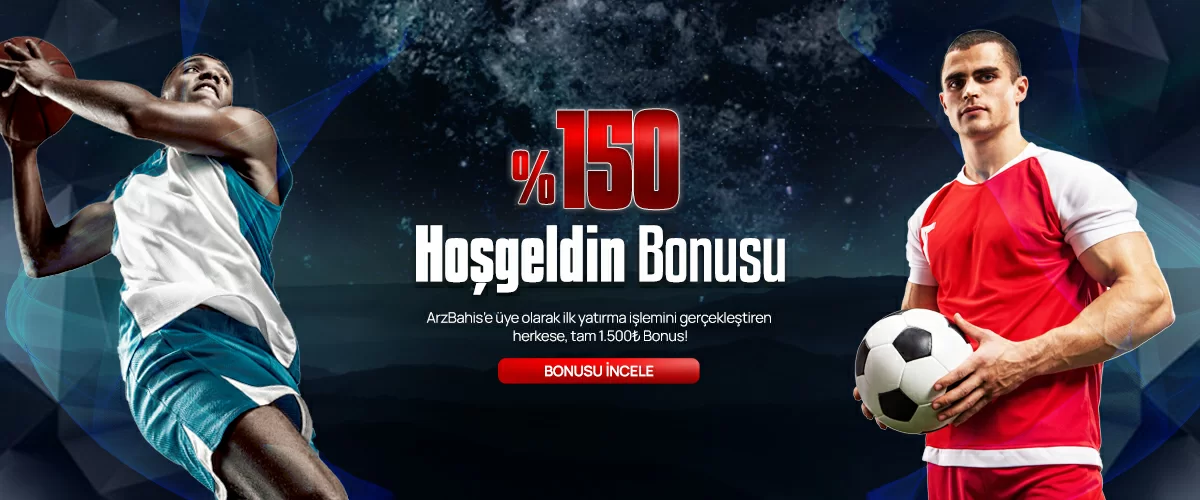 %150
Hoşgeldin Bonusu
ArzBahis'e üye olarak ilk yatırma işlemini gerçekleştiren
herkese, tam 1.500₺ Bonus!
BONUSU İNCELE